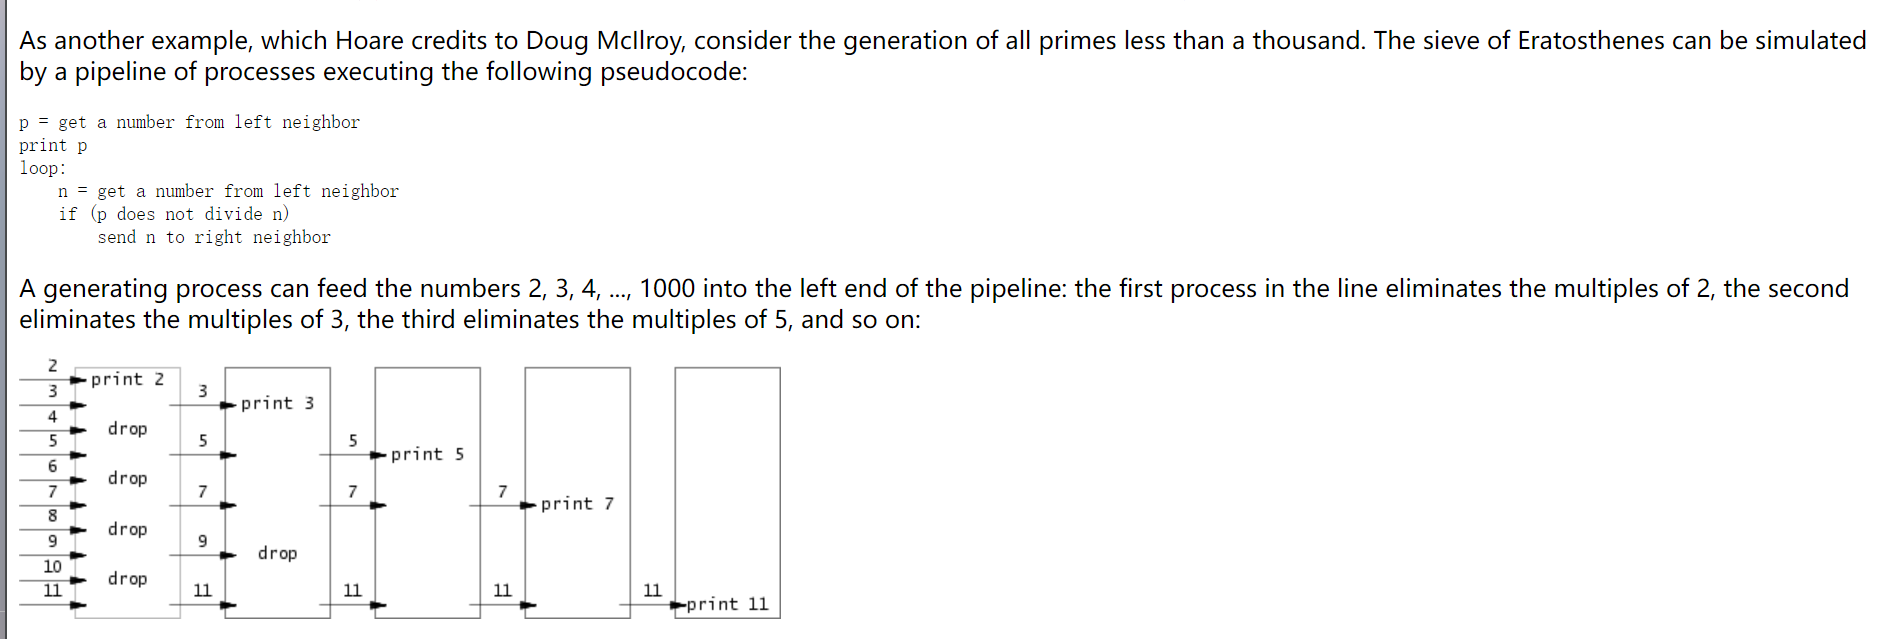 As another example, which Hoare credits to Doug McIlroy, consider the generation of all primes less than a thousand. The sieve of Eratosthenes can be simulated
by a pipeline of processes executing the following pseudocode:
p = get a number from left neighbor
print p
loop:
    n = get a number from left neighbor
    if (p does not divide n)
        send n to right neighbor
A generating process can feed the numbers 2, 3, 4, ..., 1000 into the left end of the pipeline: the first process in the line eliminates the multiples of 2, the second
eliminates the multiples of 3, the third eliminates the multiples of 5, and so on:
2
print 2
3 3
print 3
4
drop
5 5 5
print 5
6
drop
7 7 7 7
print 7
8
drop
9 9
drop
10
drop
11 11 11 11 11
print 11